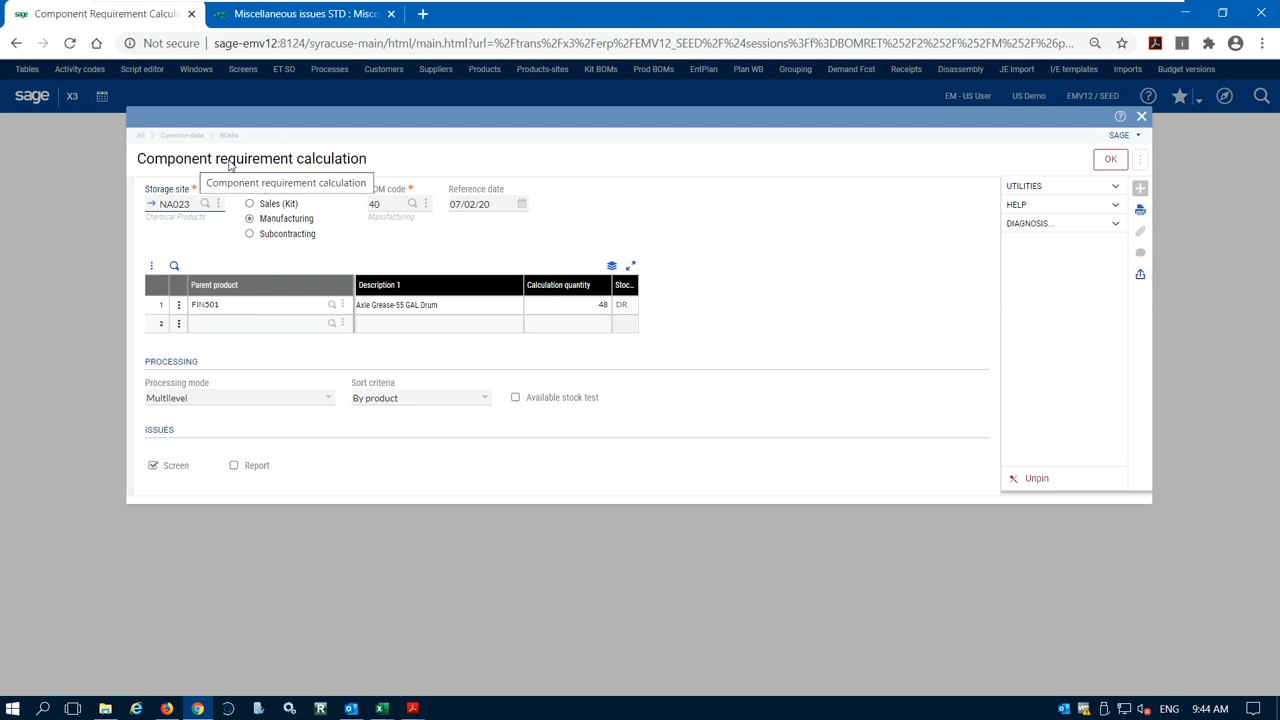 Component Requirement Calcula
Miscellaneous issues STD : Misce
Not secure
sage-emv12:8124/syracuse-main/html/main.html?url=%2Ftrans%2Fx3%2Ferp%2FEMV12_SEED%2F%24sessions%3Ff%3DBOMRET%252F2%252F%252FM%252F%26p...
Tables Activity codes Script editor Windows Screens ET SO Processes Customers Suppliers Products Products-sites Kit BOMs Prod BOMs EntPlan Plan WB Grouping Demand Fcst Receipts Disassembly JE Import I/E templates Imports Budget versions
sage X3 EM - US User US Demo EMV12 / SEED
All Common data BOMs
SAGE
Component requirement calculation
OK
Component requirement calculation
Storage site * OM code * Reference date
NA023 Sales (Kit) 40 07/02/20
Chemical Products Manufacturing Manufacturing
Subcontracting
UTILITIES
HELP
DIAGNOSIS...
Parent product Description 1 Calculation quantity Stoc...
1 FIN501 Axle Grease-55 GAL Drum 48 DR
2
PROCESSING
Processing mode Sort criteria
Multilevel By product Available stock test
ISSUES
Screen Report
Unpin
ENG 9:44 AM